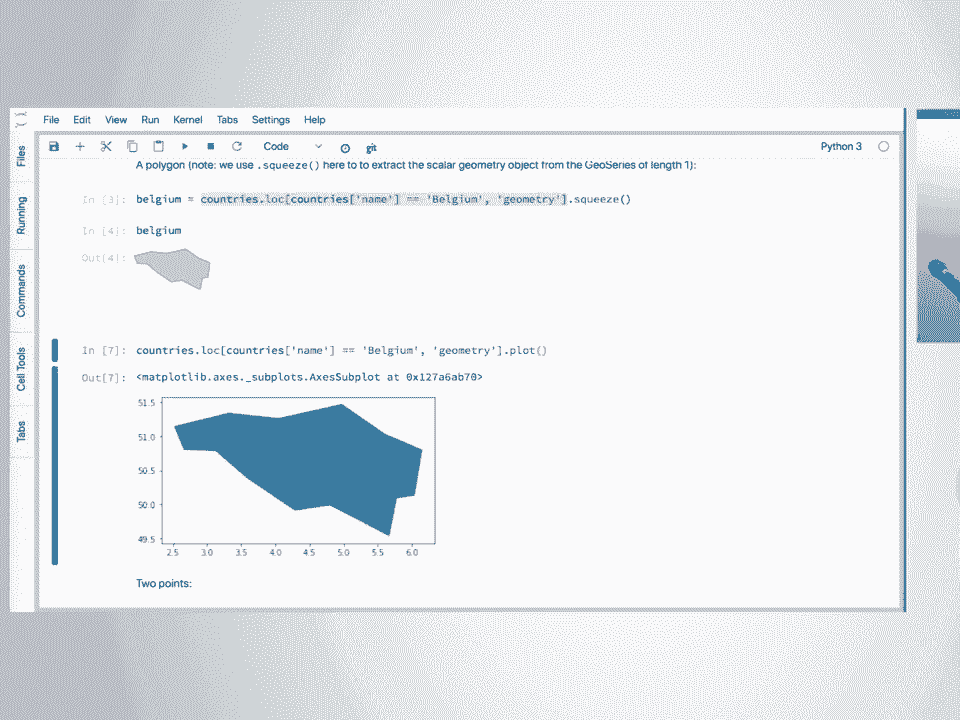 File Edit View Run Kernel Tabs Settings Help
Code git Python 3
Files
Running
Commands
Cell Tools
Tabs
A polygon (note: we use .squeeze() here to to extract the scalar geometry object from the GeoSeries of length 1):
In [3]: belgium = countries.loc[countries['name'] == 'Belgium', 'geometry'].squeeze()
In [4]: belgium
Out[4]:
In [7]: countries.loc[countries['name'] == 'Belgium', 'geometry'].plot()
Out[7]: <matplotlib.axes._subplots.AxesSubplot at 0x127a6ab70>
51.5
51.0
50.5
50.0
49.5
2.5 3.0 3.5 4.0 4.5 5.0 5.5 6.0
Two points: